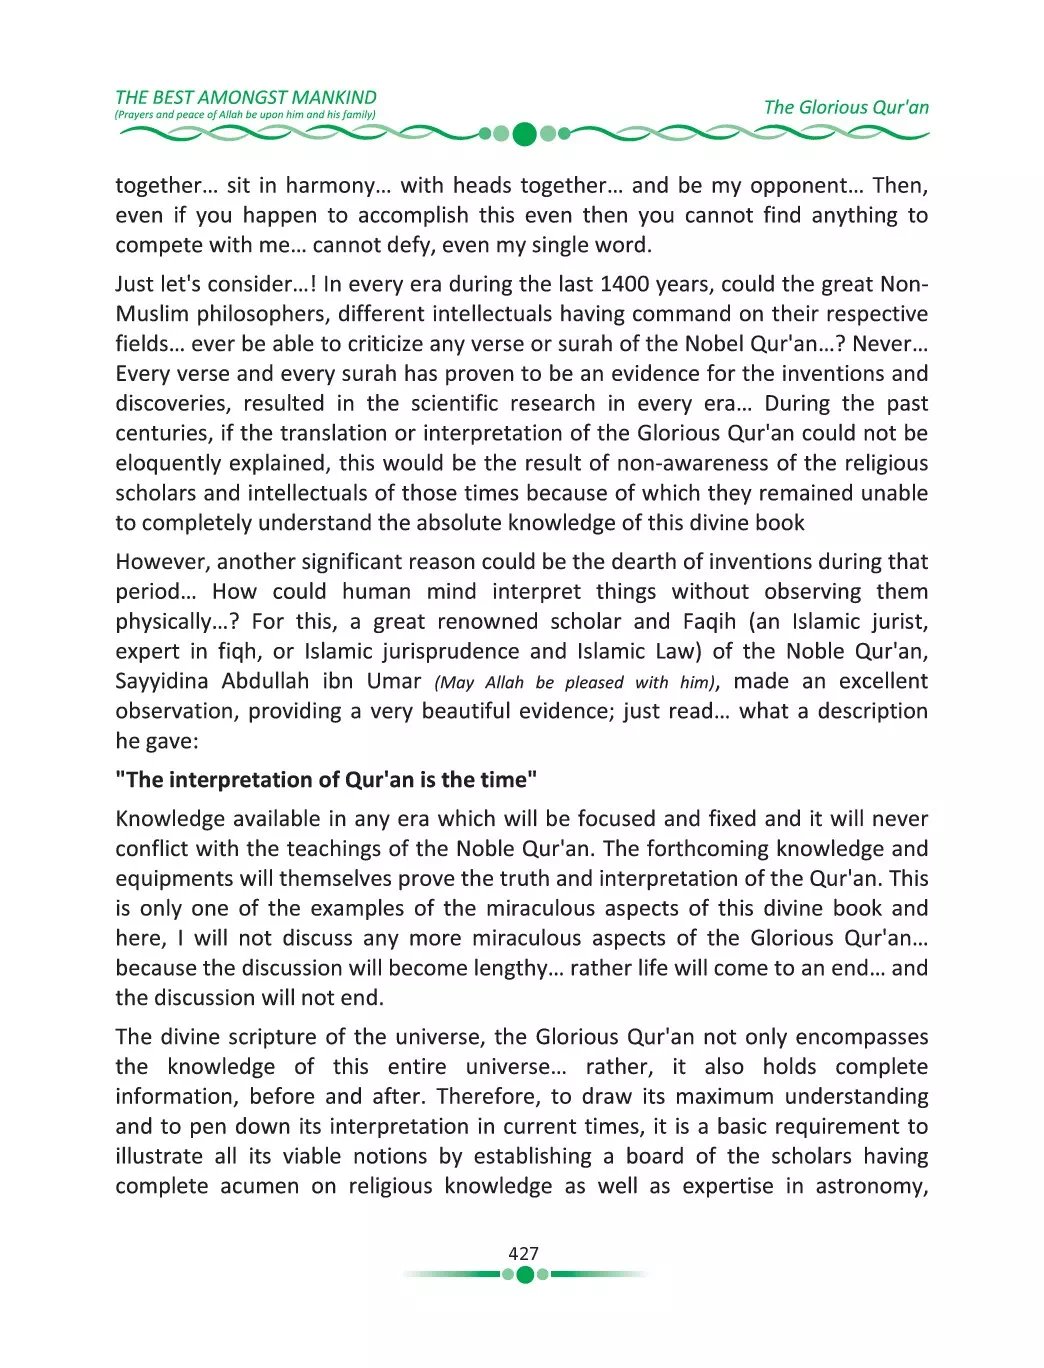 THE BEST AMONGST MANKIND
(Prayers and peace of Allah be upon him and his family)
The Glorious Qur'an
together… sit in harmony… with heads together… and be my opponent… Then,
even if you happen to accomplish this even then you cannot find anything to
compete with me… cannot defy, even my single word.
Just let's consider…! In every era during the last 1400 years, could the great Non-
Muslim philosophers, different intellectuals having command on their respective
fields… ever be able to criticize any verse or surah of the Nobel Qur'an…? Never…
Every verse and every surah has proven to be an evidence for the inventions and
discoveries, resulted in the scientific research in every era… During the past
centuries, if the translation or interpretation of the Glorious Qur'an could not be
eloquently explained, this would be the result of non-awareness of the religious
scholars and intellectuals of those times because of which they remained unable
to completely understand the absolute knowledge of this divine book
However, another significant reason could be the dearth of inventions during that
period… How could human mind interpret things without observing them
physically…? For this, a great renowned scholar and Faqih (an Islamic jurist,
expert in fiqh, or Islamic jurisprudence and Islamic Law) of the Noble Qur'an,
Sayyidina Abdullah ibn Umar (May Allah be pleased with him), made an excellent
observation, providing a very beautiful evidence; just read… what a description
he gave:
"The interpretation of Qur'an is the time"
Knowledge available in any era which will be focused and fixed and it will never
conflict with the teachings of the Noble Qur'an. The forthcoming knowledge and
equipments will themselves prove the truth and interpretation of the Qur'an. This
is only one of the examples of the miraculous aspects of this divine book and
here, I will not discuss any more miraculous aspects of the Glorious Qur'an…
because the discussion will become lengthy… rather life will come to an end… and
the discussion will not end.
The divine scripture of the universe, the Glorious Qur'an not only encompasses
the knowledge of this entire universe… rather, it also holds complete
information, before and after. Therefore, to draw its maximum understanding
and to pen down its interpretation in current times, it is a basic requirement to
illustrate all its viable notions by establishing a board of the scholars having
complete acumen on religious knowledge as well as expertise in astronomy,
427